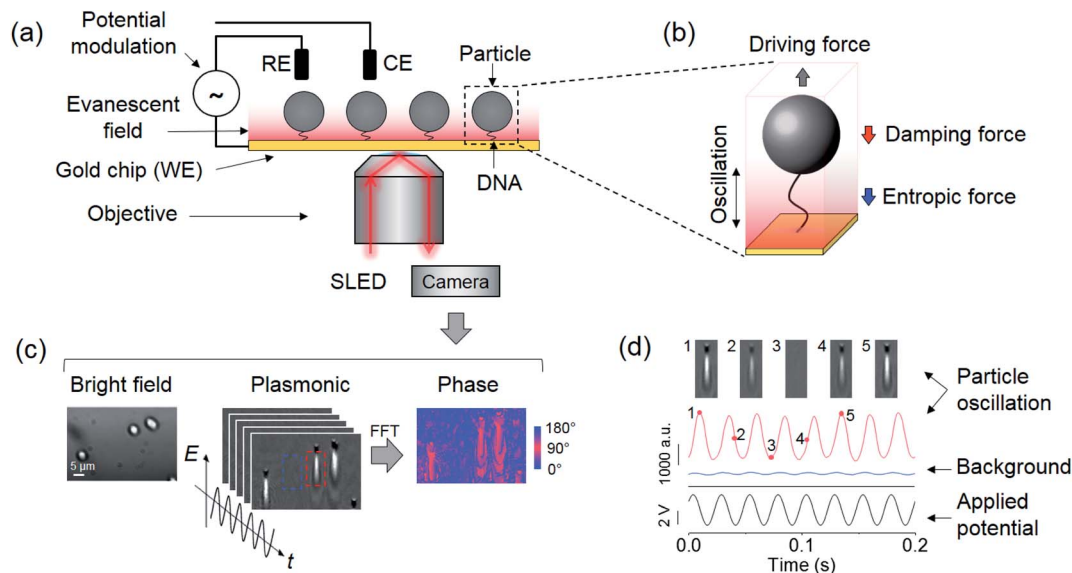 (a)
Potential
modulation
RE
CE
Particle
~
Evanescent
field
Gold chip (WE)
DNA
Objective
SLED
Camera
(b)
Driving force
Damping force
Oscillation
Entropic force
(c)
Bright field
Plasmonic
Phase
5 µm
E
t
FFT
180°
90°
0°
(d)
1
2
3
4
5
Particle
oscillation
1
2
3
4
5
1000 a.u.
Background
2 V
Applied
potential
0.0
0.1
0.2
Time (s)